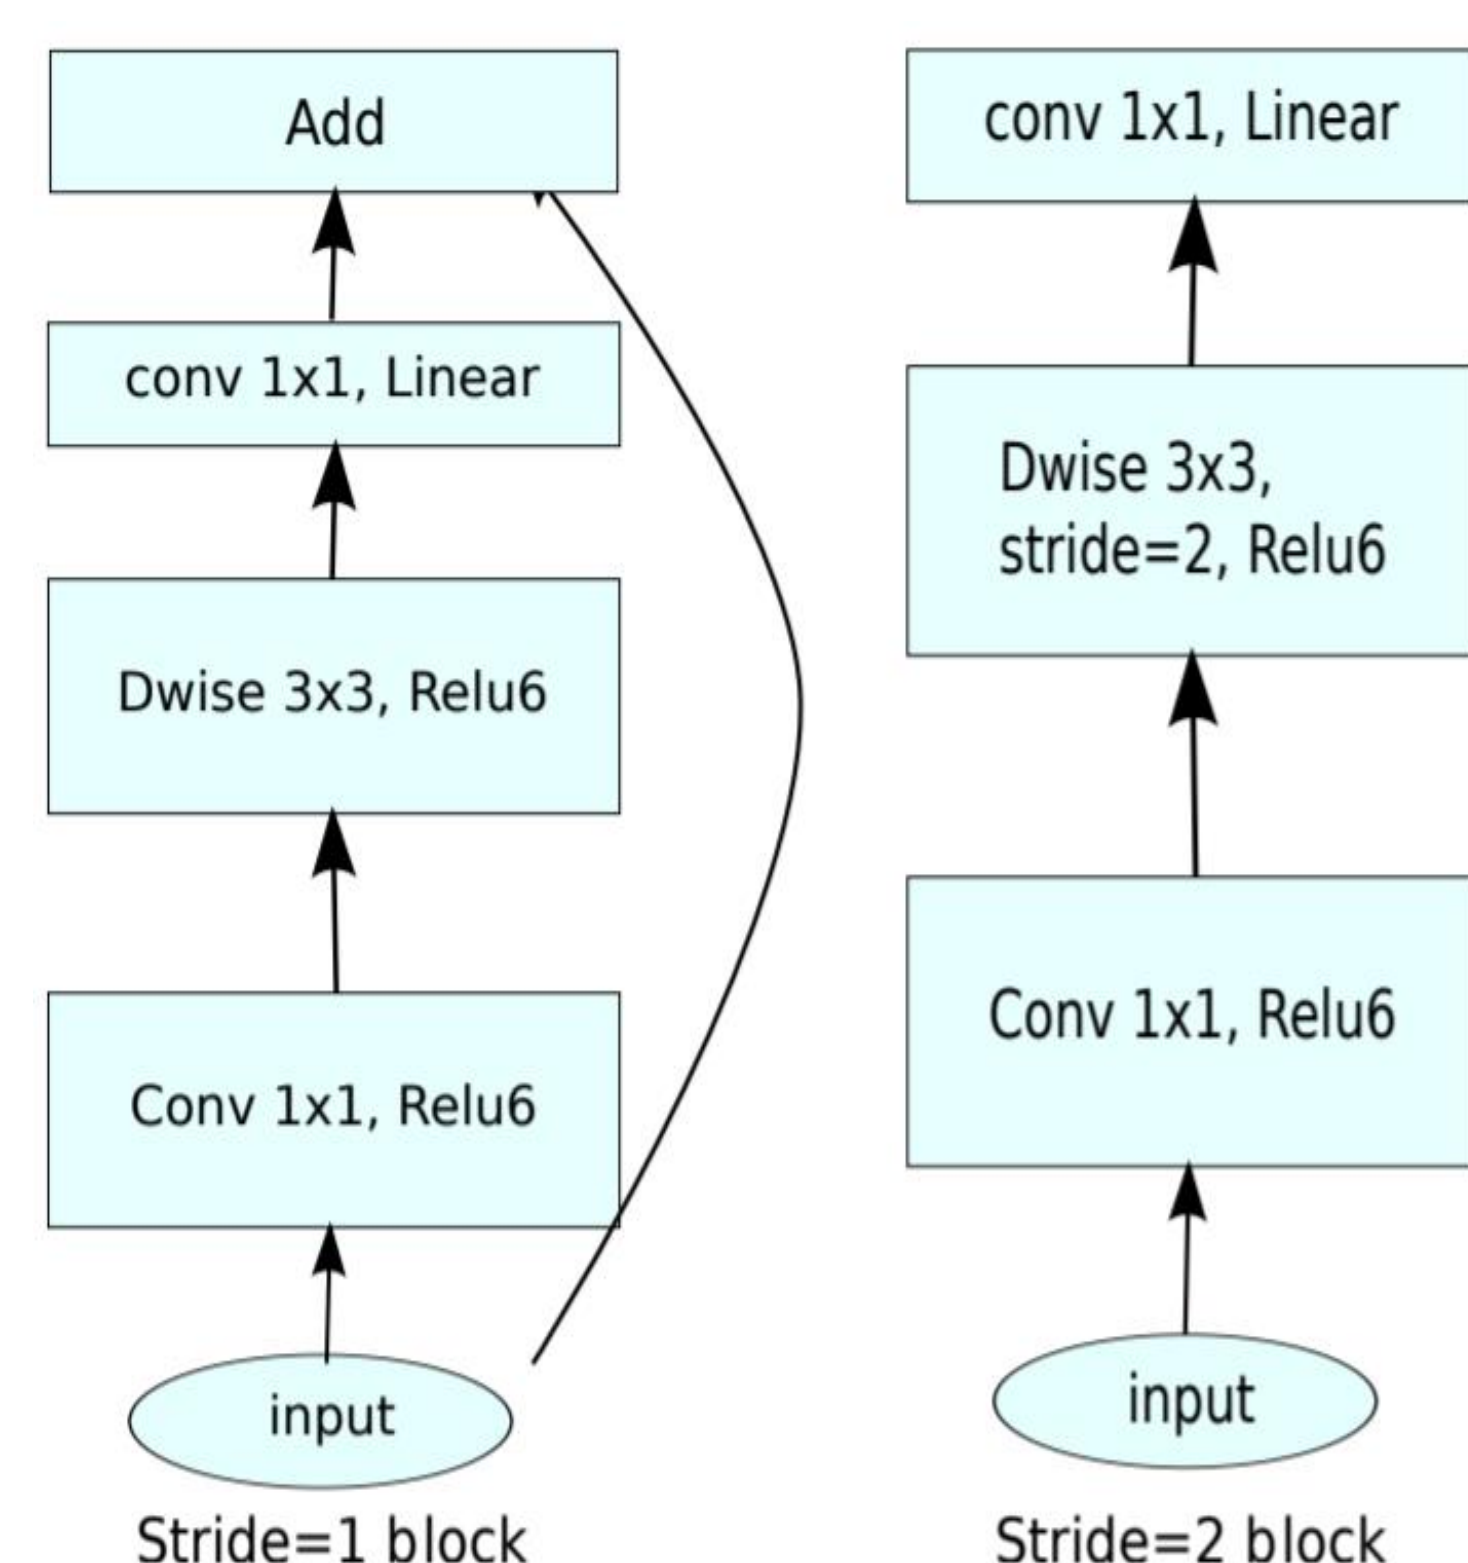 Add
conv 1x1, Linear
Dwise 3x3, Relu6
Conv 1x1, Relu6
input
Stride=1 block
conv 1x1, Linear
Dwise 3x3,
stride=2, Relu6
Conv 1x1, Relu6
input
Stride=2 block